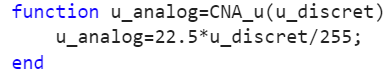 function u_analog=CNA_u(u_discret)
    u_analog=22.5*u_discret/255;
end